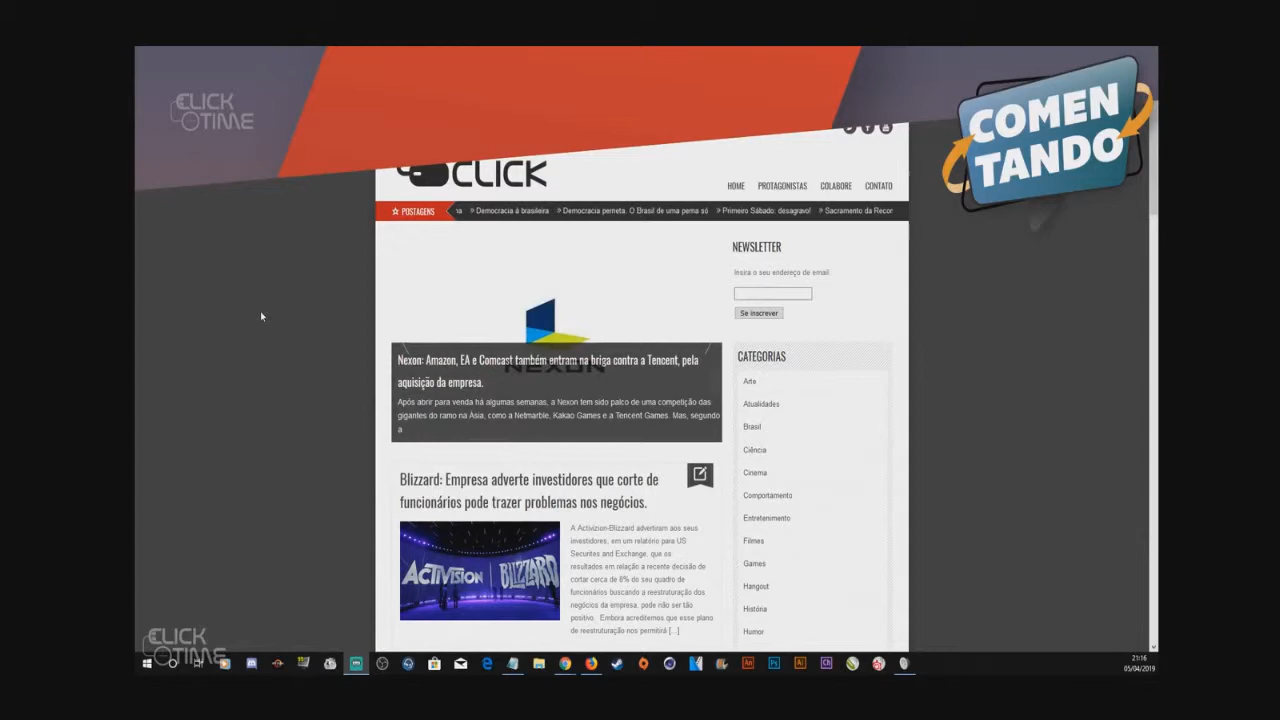 CLICK
TIME
COMEN
TANDO
CLICK
HOME PROTAGONISTAS COLABORE CONTATO
POSTAGENS
na » Democracia à brasileira » Democracia perneta. O Brasil de uma perna só » Primeiro Sábado: desagravo! » Sacramento da Recor
NEWSLETTER
Insira o seu endereço de email:
Se inscrever
NEXON
Nexon: Amazon, EA e Comcast também entram na briga contra a Tencent, pela
aquisição da empresa.
Após abrir para venda há algumas semanas, a Nexon tem sido palco de uma competição das
gigantes do ramo na Ásia, como a Netmarble, Kakao Games e a Tencent Games. Mas, segundo
a
CATEGORIAS
Arte
Atualidades
Brasil
Ciência
Cinema
Comportamento
Entretenimento
Filmes
Games
Hangout
História
Humor
Blizzard: Empresa adverte investidores que corte de
funcionários pode trazer problemas nos negócios.
ACTIVISION BLIZZARD
A Activizion-Blizzard advertiram aos seus
investidores, em um relatório para US
Securites and Exchange, que os
resultados em relação a recente decisão de
cortar cerca de 8% do seu quadro de
funcionários buscando a reestruturação dos
negócios da empresa, pode não ser tão
positivo. Embora acreditemos que esse plano
de reestruturação nos permitirá [...]
CLICK
TIME
An Ps Ai Ch
21:16
05/04/2019